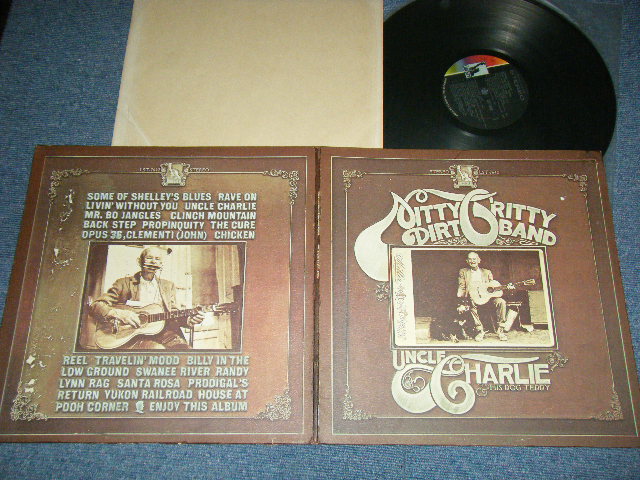 SOME OF SHELLEY'S BLUES RAVE ON
LIVIN' WITHOUT YOU UNCLE CHARLIE
MR. BO JANGLES CLINCH MOUNTAIN
BACK STEP PROPINQUITY THE CURE
OPUS 36, CLEMENTI (JOHN) CHICKEN
REEL TRAVELIN' MOOD BILLY IN THE
LOW GROUND SWANEE RIVER RANDY
LYNN RAG SANTA ROSA PRODIGAL'S
RETURN YUKON RAILROAD HOUSE AT
POOH CORNER & ENJOY THIS ALBUM
STEREO
NITTY GRITTY
DIRT BAND
UNCLE CHARLIE
& HIS DOG TEDDY